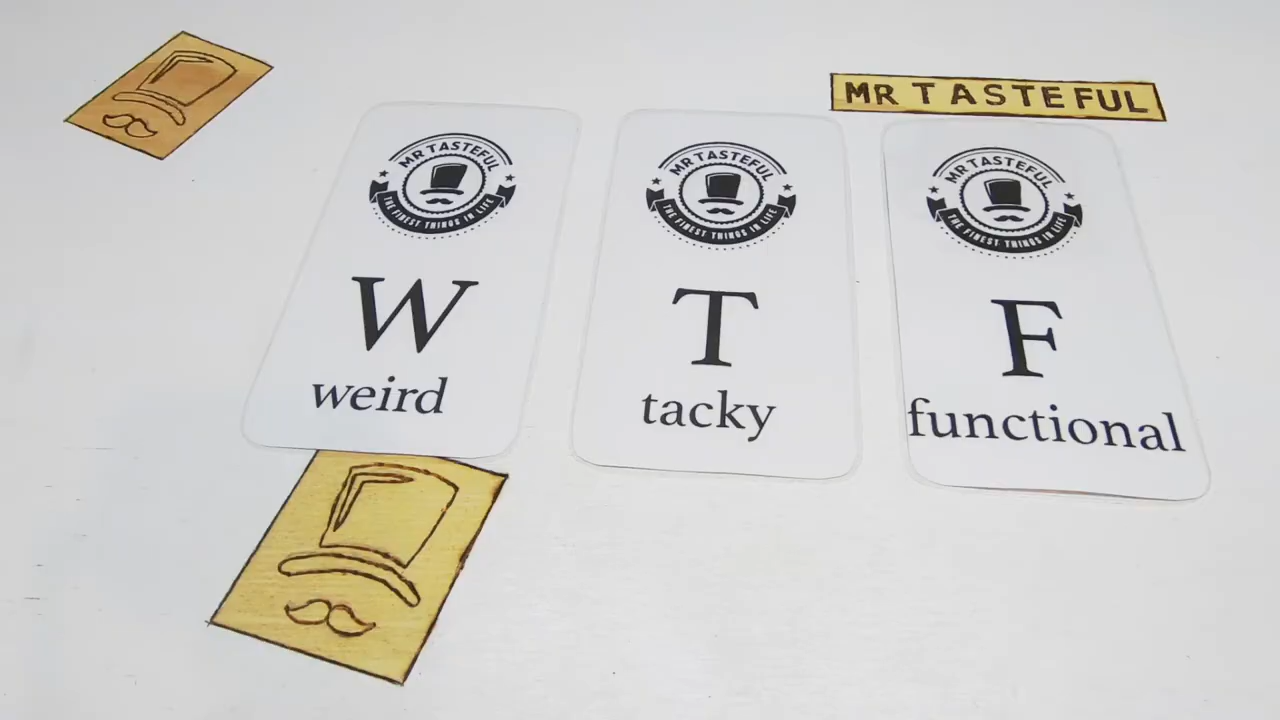 MR TASTEFUL
MR TASTEFUL
THE FINEST THINGS IN LIFE
W
weird
MR TASTEFUL
THE FINEST THINGS IN LIFE
T
tacky
MR TASTEFUL
THE FINEST THINGS IN LIFE
F
functional